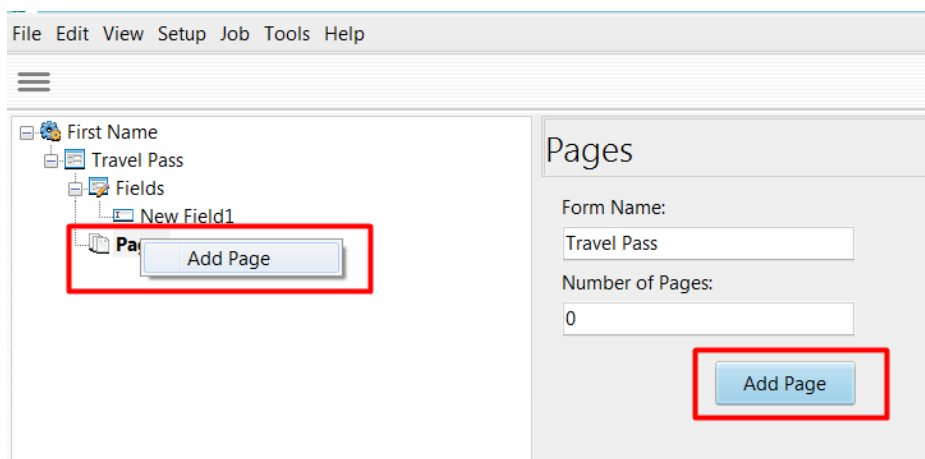 File Edit View Setup Job Tools Help
First Name
Travel Pass
Fields
New Field1
Add Page
Pages
Form Name:
Travel Pass
Number of Pages:
0
Add Page